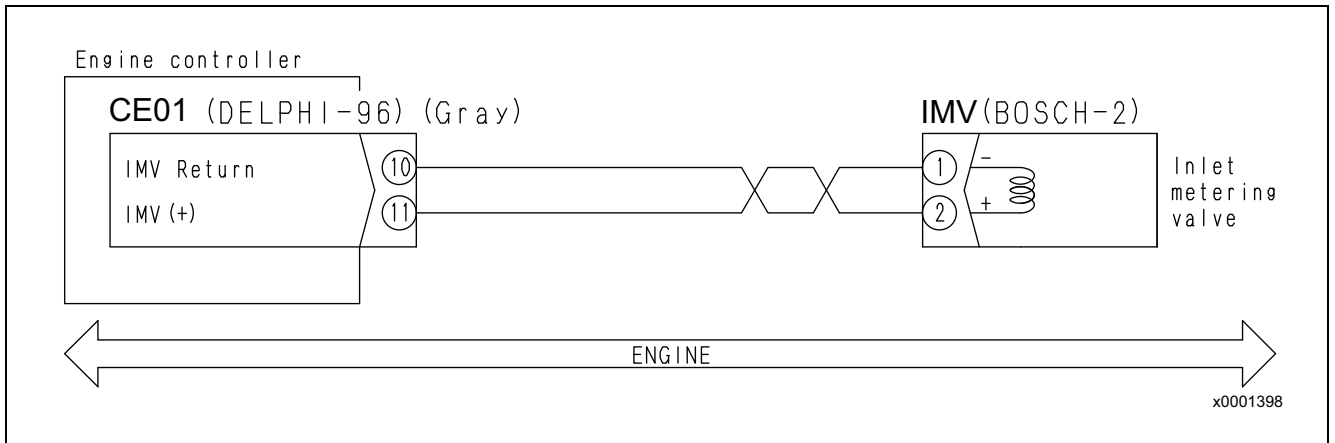 Engine controller
CE01 (DELPHI-96) (Gray)
IMV (BOSCH-2)
IMV Return
10
1
-
IMV (+)
11
2
+
Inlet
metering
valve
ENGINE
x0001398